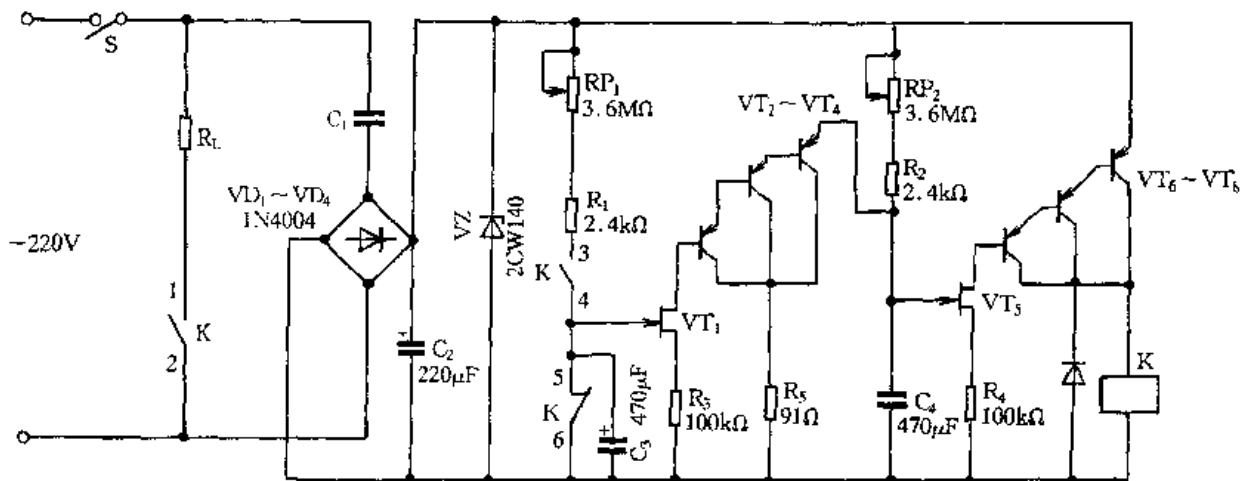 S
RP₁
3.6MΩ
RP₂
3.6MΩ
VT₂~VT₄
C₁
R_L
R₂
2.4kΩ
VT₆~VT₈
VD₁~VD₄
1N4004
R₁
2.4kΩ
VZ
2CW140
~220V
3
K
4
VT₁
VT₅
1
K
2
C₂
220μF
+
5
K
6
470μF
+
C₃
R₃
100kΩ
R₅
91Ω
C₄
470μF
R₄
100kΩ
K